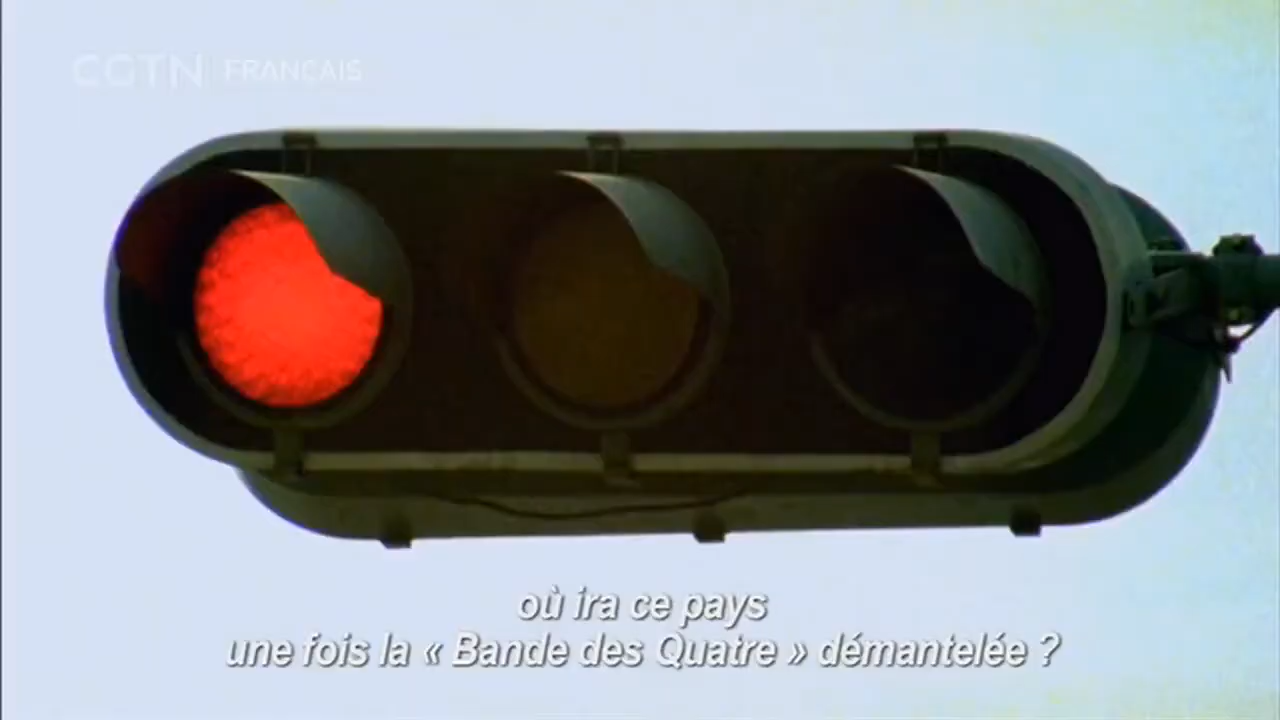 CGTN FRANÇAIS
où ira ce pays
une fois la « Bande des Quatre » démantelée ?